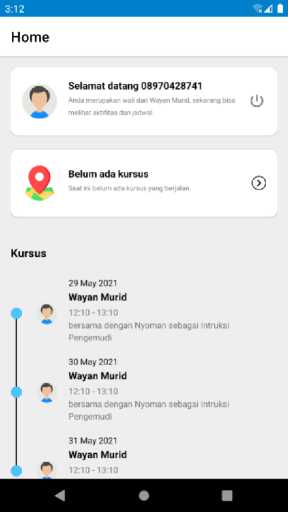 3:12
Home
Selamat datang 08970428741
Anda merupakan wali dari Wayan Murid, sekarang bisa
melihat aktifitas dan jadwal.
Belum ada kursus
Saat ini belum ada kursus yang berjalan.
Kursus
29 May 2021
Wayan Murid
12:10 - 13:10
bersama dengan Nyoman sebagai Intruksi
Pengemudi
30 May 2021
Wayan Murid
12:10 - 13:10
bersama dengan Nyoman sebagai Intruksi
Pengemudi
31 May 2021
Wayan Murid
12:10 - 13:10